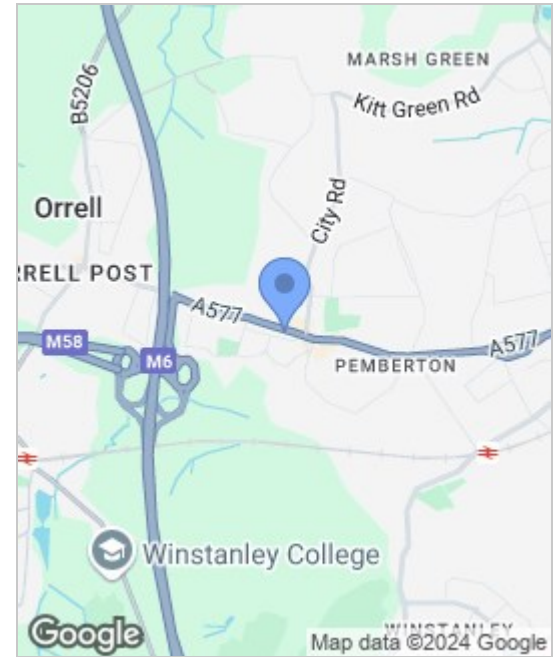 MARSH GREEN
B5206
Kitt Green Rd
City Rd
Orrell
RRELL POST
A577
M58
M6
A577
PEMBERTON
Winstanley College
WINSTANLEY
Google
Map data ©2024 Google